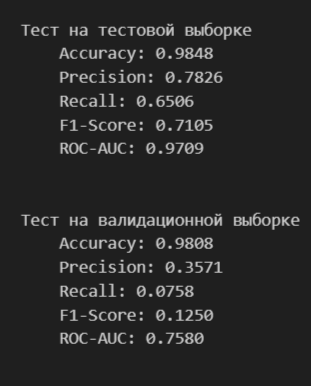 Тест на тестовой выборке
Accuracy: 0.9848
Precision: 0.7826
Recall: 0.6506
F1-Score: 0.7105
ROC-AUC: 0.9709
Тест на валидационной выборке
Accuracy: 0.9808
Precision: 0.3571
Recall: 0.0758
F1-Score: 0.1250
ROC-AUC: 0.7580